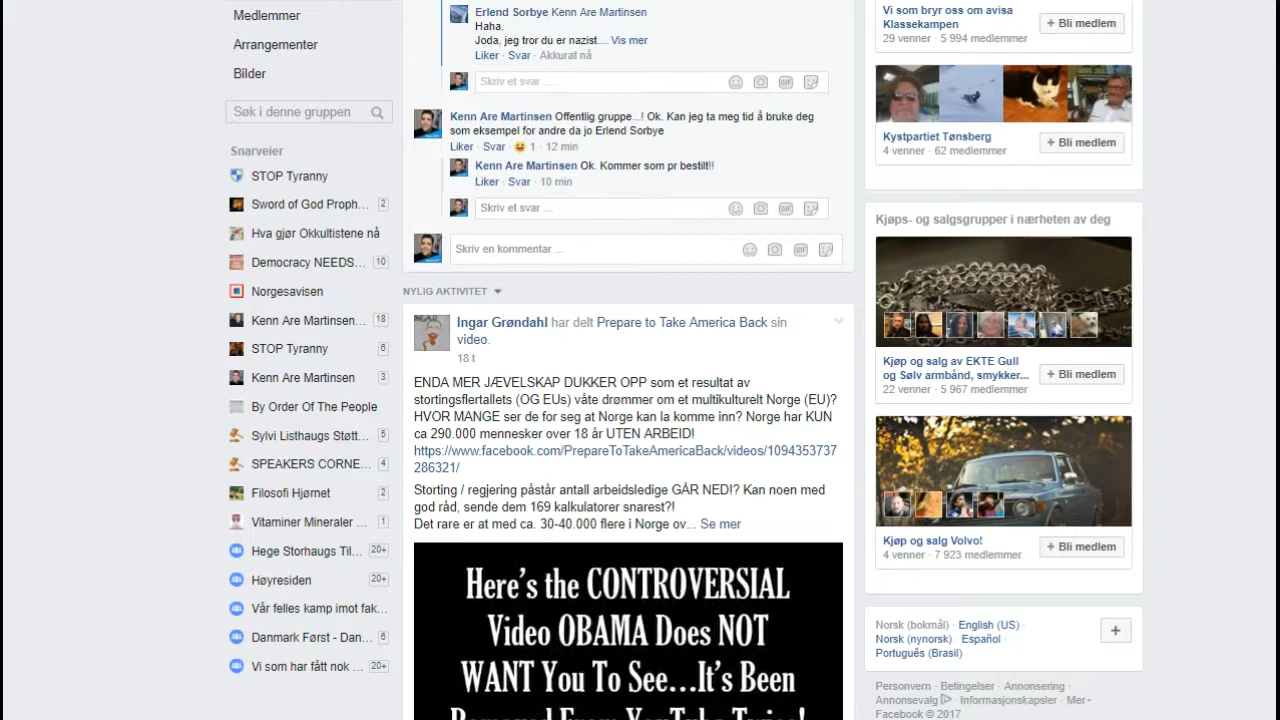 Medlemmer
Arrangementer
Bilder
Søk i denne gruppen
Snarveier
STOP Tyranny
Sword of God Proph... 2
Hva gjør Okkultistene nå
Democracy NEEDS... 10
Norgesavisen
Kenn Are Martinsen... 18
STOP Tyranny 6
Kenn Are Martinsen 3
By Order Of The People
Sylvi Listhaugs Støtt... 5
SPEAKERS CORNE... 4
Filosofi Hjørnet 2
Vitaminer Mineraler ... 1
Hege Storhaugs Til... 20+
Høyresiden 20+
Vår felles kamp imot fak...
Danmark Først - Dan... 6
Vi som har fått nok ... 20+
Erlend Sorbye Kenn Are Martinsen
Haha.
Joda, jeg tror du er nazist.... Vis mer
Liker · Svar · Akkurat nå
Skriv et svar ...
Kenn Are Martinsen Offentlig gruppe...! Ok. Kan jeg ta meg tid å bruke deg
som eksempel for andre da jo Erlend Sorbye
Liker · Svar · 1 · 12 min
Kenn Are Martinsen Ok. Kommer som pr bestilt!!
Liker · Svar · 10 min
Skriv et svar ...
Skriv en kommentar ...
NYLIG AKTIVITET
INGAR
Ingar Grøndahl har delt Prepare to Take America Back sin
video.
18 t
ENDA MER JÆVELSKAP DUKKER OPP som et resultat av
stortingsflertallets (OG EUs) våte drømmer om et multikulturelt Norge (EU)?
HVOR MANGE ser de for seg at Norge kan la komme inn? Norge har KUN
ca 290.000 mennesker over 18 år UTEN ARBEID!
https://www.facebook.com/PrepareToTakeAmericaBack/videos/1094353737
286321/
Storting / regjering påstår antall arbeidsledige GÅR NED!? Kan noen med
god råd, sende dem 169 kalkulatorer snarest?!
Det rare er at med ca. 30-40.000 flere i Norge ov... Se mer
Here's the CONTROVERSIAL
Video OBAMA Does NOT
WANT You To See...It's Been
Removed From YouTube Twice!
Vi som bryr oss om avisa
Klassekampen
29 venner · 5 994 medlemmer
+ Bli medlem
Kystpartiet Tønsberg
4 venner · 62 medlemmer
+ Bli medlem
Kjøps- og salgsgrupper i nærheten av deg
Kjøp og salg av EKTE Gull
og Sølv armbånd, smykker...
22 venner · 5 967 medlemmer
+ Bli medlem
Kjøp og salg Volvo!
4 venner · 7 923 medlemmer
+ Bli medlem
Norsk (bokmål) · English (US) ·
Norsk (nynorsk) · Español ·
Português (Brasil)
+
Personvern · Betingelser · Annonsering ·
Annonsevalg · Informasjonskapsler · Mer
Facebook © 2017